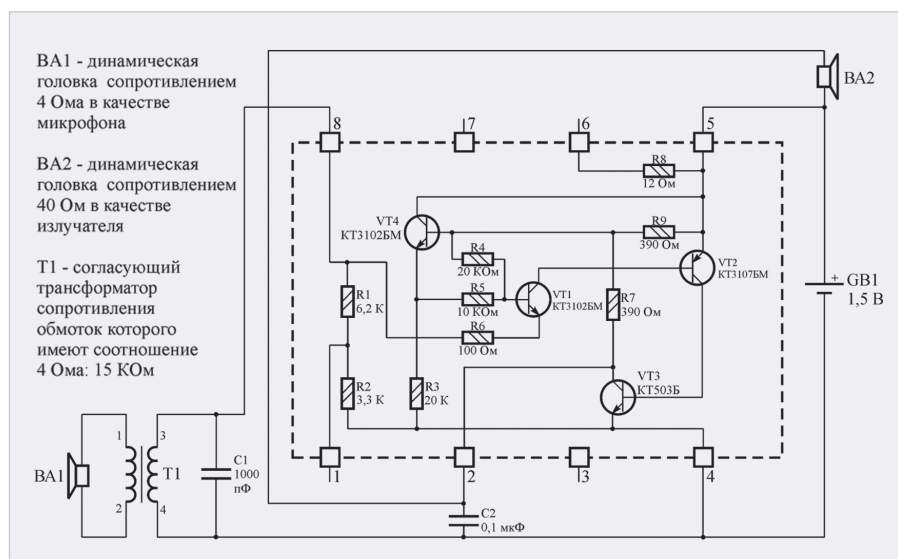 BA1 - динамическая
головка сопротивлением
4 Ома в качестве
микрофона
BA2 - динамическая
головка сопротивлением
40 Ом в качестве
излучателя
T1 - согласующий
трансформатор
сопротивления
обмоток которого
имеют соотношение
4 Ома: 15 КОм
BA2
8
7
6
5
R8
12 Ом
VT4
КТ3102БМ
R9
390 Ом
R4
20 КОм
VT2
КТ3107БМ
R1
6,2 К
R5
10 КОм
VT1
КТ3102БМ
R7
390 Ом
+
GB1
1,5 В
R6
100 Ом
R2
3,3 К
R3
20 К
VT3
КТ503Б
BA1
1
2
T1
3
4
C1
1000
пФ
1
2
3
4
C2
0,1 мкФ